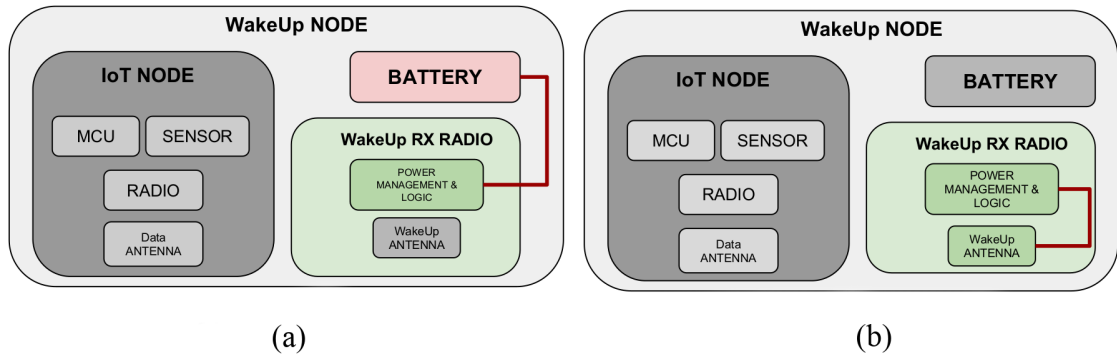 WakeUp NODE
IoT NODE
BATTERY
MCU
SENSOR
WakeUp RX RADIO
RADIO
POWER
MANAGEMENT &
LOGIC
Data
ANTENNA
WakeUp
ANTENNA
(a)
WakeUp NODE
IoT NODE
BATTERY
MCU
SENSOR
WakeUp RX RADIO
RADIO
POWER
MANAGEMENT &
LOGIC
Data
ANTENNA
WakeUp
ANTENNA
(b)